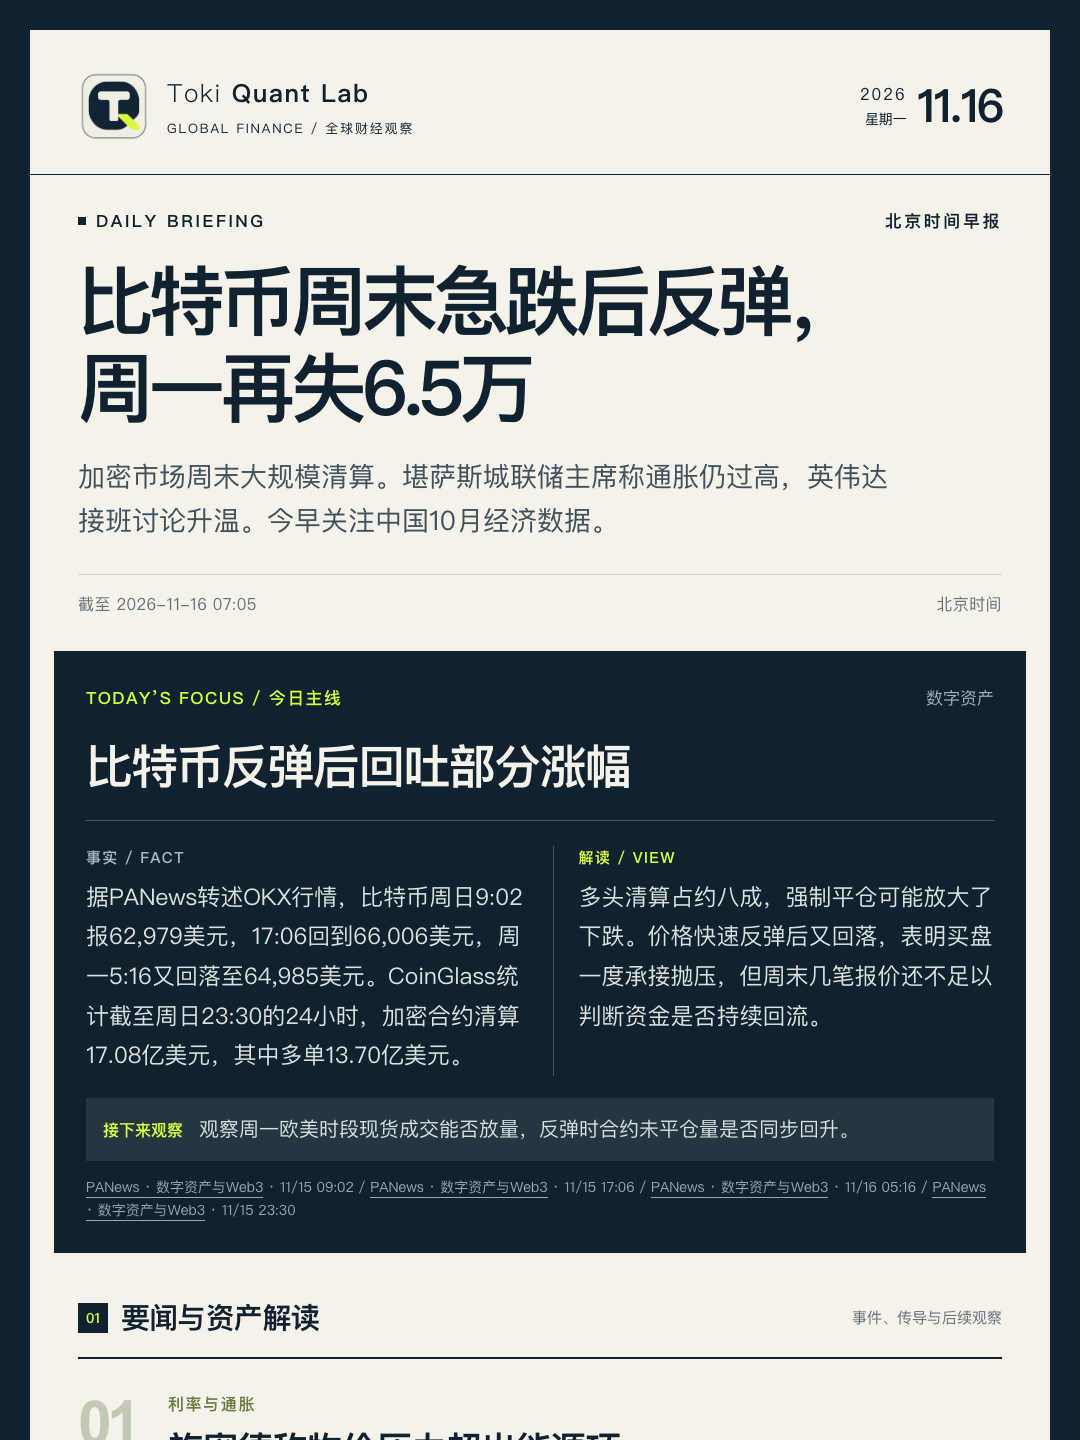 Toki Quant Lab
GLOBAL FINANCE / 全球财经观察
2026
星期一
11.16
DAILY BRIEFING
北京时间早报
比特币周末急跌后反弹，
周一再失6.5万
加密市场周末大规模清算。堪萨斯城联储主席称通胀仍过高，英伟达
接班讨论升温。今早关注中国10月经济数据。
截至 2026-11-16 07:05
北京时间
TODAY'S FOCUS / 今日主线
数字资产
比特币反弹后回吐部分涨幅
事实 / FACT
据PANews转述OKX行情，比特币周日9:02
报62,979美元，17:06回到66,006美元，周
一5:16又回落至64,985美元。CoinGlass统
计截至周日23:30的24小时，加密合约清算
17.08亿美元，其中多单13.70亿美元。
解读 / VIEW
多头清算占约八成，强制平仓可能放大了
下跌。价格快速反弹后又回落，表明买盘
一度承接抛压，但周末几笔报价还不足以
判断资金是否持续回流。
接下来观察 观察周一欧美时段现货成交能否放量，反弹时合约未平仓量是否同步回升。
PANews · 数字资产与Web3 · 11/15 09:02 / PANews · 数字资产与Web3 · 11/15 17:06 / PANews · 数字资产与Web3 · 11/16 05:16 / PANews
· 数字资产与Web3 · 11/15 23:30
01 要闻与资产解读
事件、传导与后续观察
01
利率与通胀